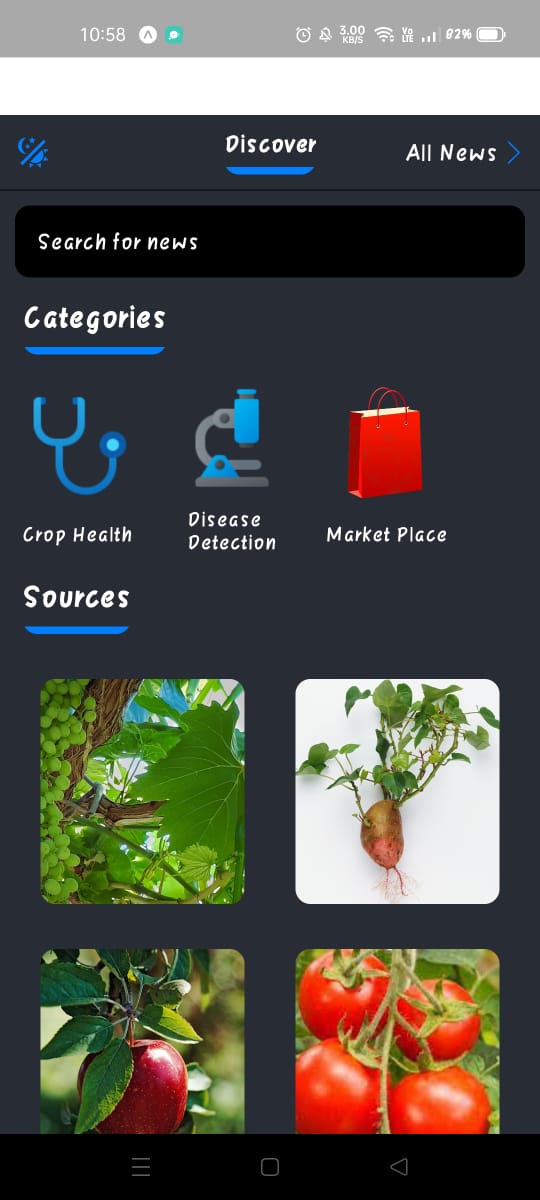 10:58 3.00 KB/S Vo LTE 82%
Discover
All News
Search for news
Categories
Crop Health
Disease
Detection
Market Place
Sources